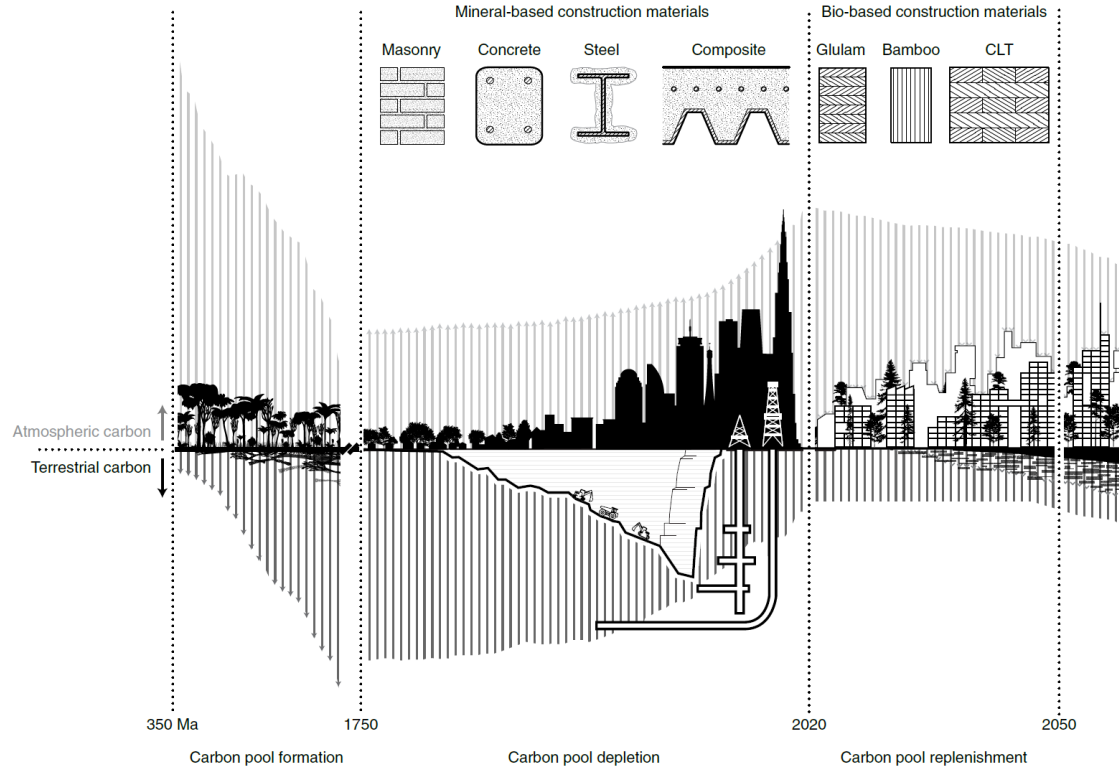 Mineral-based construction materials
Bio-based construction materials
Masonry
Concrete
Steel
Composite
Glulam
Bamboo
CLT
Atmospheric carbon
Terrestrial carbon
350 Ma
1750
2020
2050
Carbon pool formation
Carbon pool depletion
Carbon pool replenishment